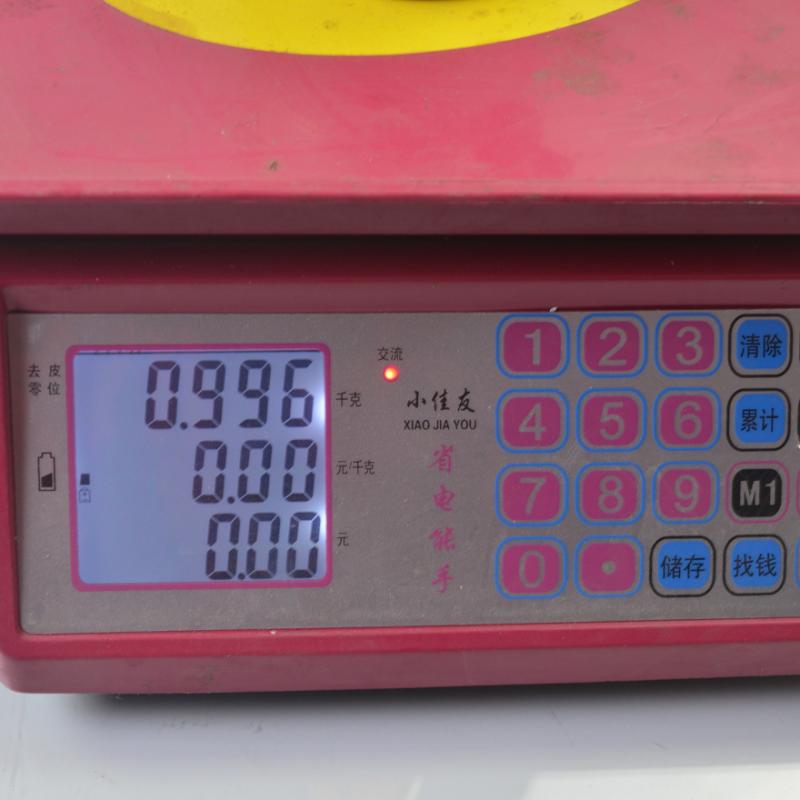 去皮
零位
0.996 千克
0.00 元/千克
0.00 元
交流
小佳友
XIAO JIA YOU
省电能手
1 2 3 清除
4 5 6 累计
7 8 9 M1
0 . 储存 找钱